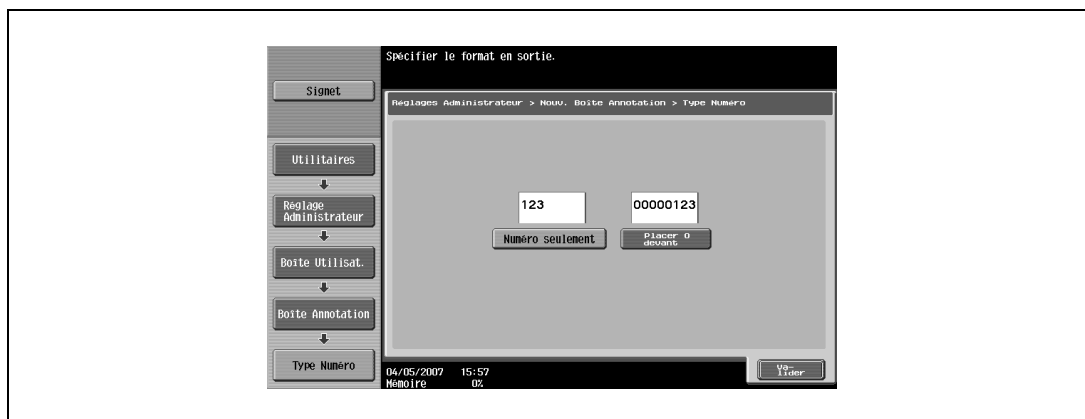 Spécifier le format en sortie.
Signet
Réglages Administrateur > Nouv. Boîte Annotation > Type Numéro
Utilitaires
Réglage
Administrateur
Boîte Utilisat.
Boîte Annotation
Type Numéro
123
00000123
Numéro seulement
Placer 0
devant
04/05/2007 15:57
Mémoire 0%
Va-
lider